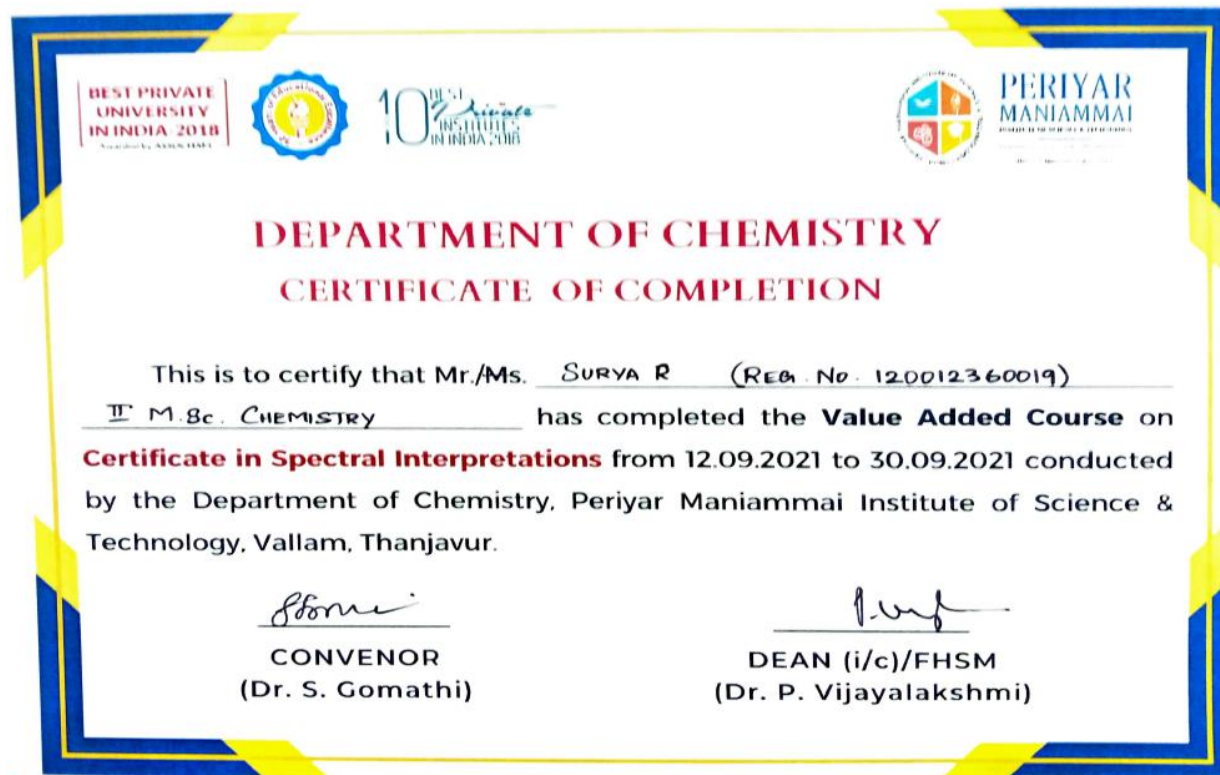 BEST PRIVATE
UNIVERSITY
IN INDIA-2018
10 BEST
Private
INSTITUTES
IN INDIA 2018
PERIYAR
MANIAMMAI
DEPARTMENT OF CHEMISTRY
CERTIFICATE OF COMPLETION
This is to certify that Mr./Ms. SURYA R (REG. No. 120012360019)
II M.Sc. CHEMISTRY has completed the Value Added Course on
Certificate in Spectral Interpretations from 12.09.2021 to 30.09.2021 conducted
by the Department of Chemistry, Periyar Maniammai Institute of Science &
Technology, Vallam, Thanjavur.
CONVENOR
(Dr. S. Gomathi)
DEAN (i/c)/FHSM
(Dr. P. Vijayalakshmi)